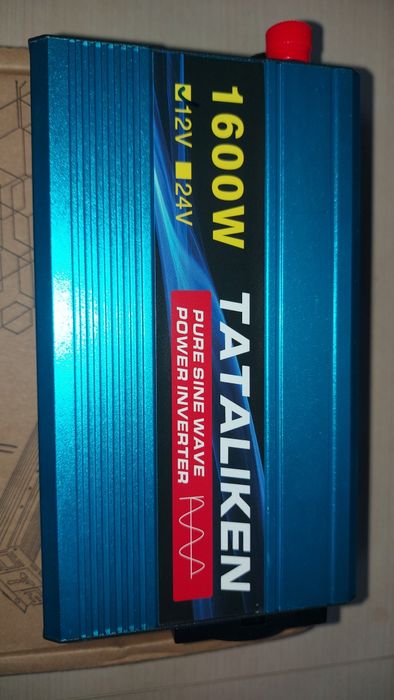 1600W
12V 24V
TATALIKEN
PURE SINE WAVE
POWER INVERTER